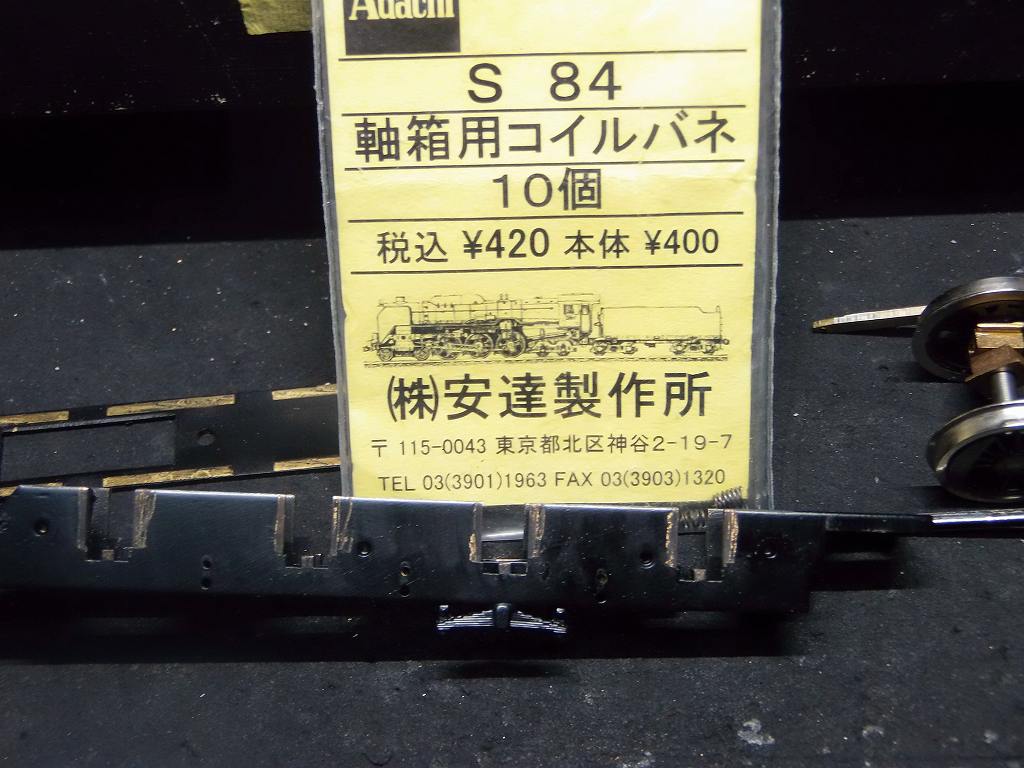 Adachi
S 84
軸箱用コイルバネ
10個
税込 ¥420 本体 ¥400
㈱安達製作所
〒115-0043 東京都北区神谷2-19-7
TEL 03(3901)1963 FAX 03(3903)1320